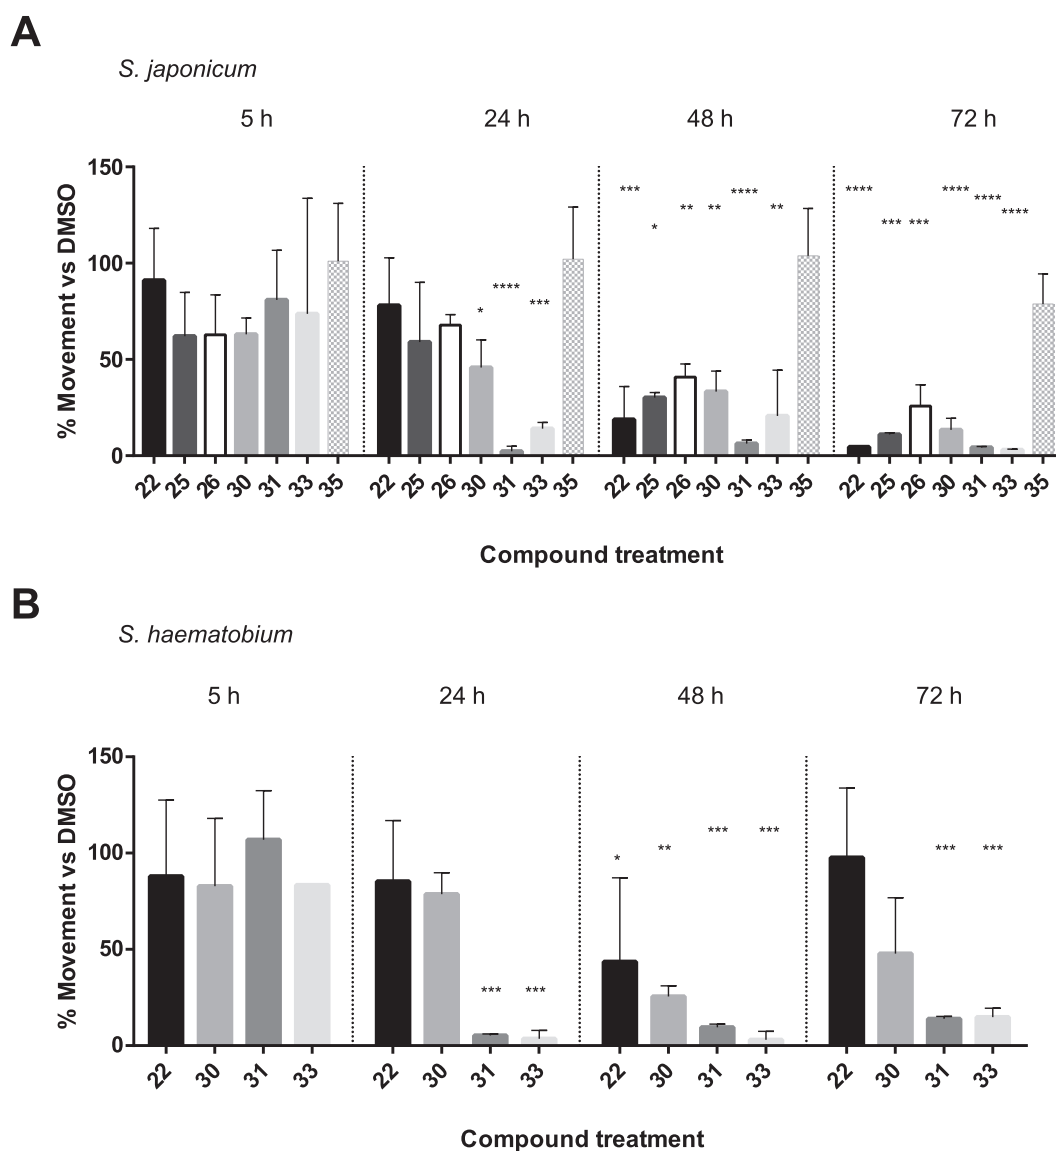 A
S. japonicum
5 h 24 h 48 h 72 h
% Movement vs DMSO
150
100
50
0
*** * ** ** **** ** **** *** *** **** **** ****
* **** ***
22 25 26 30 31 33 35 22 25 26 30 31 33 35 22 25 26 30 31 33 35 22 25 26 30 31 33 35
Compound treatment
B
S. haematobium
5 h 24 h 48 h 72 h
% Movement vs DMSO
150
100
50
0
* ** *** *** *** ***
*** ***
22 30 31 33 22 30 31 33 22 30 31 33 22 30 31 33
Compound treatment